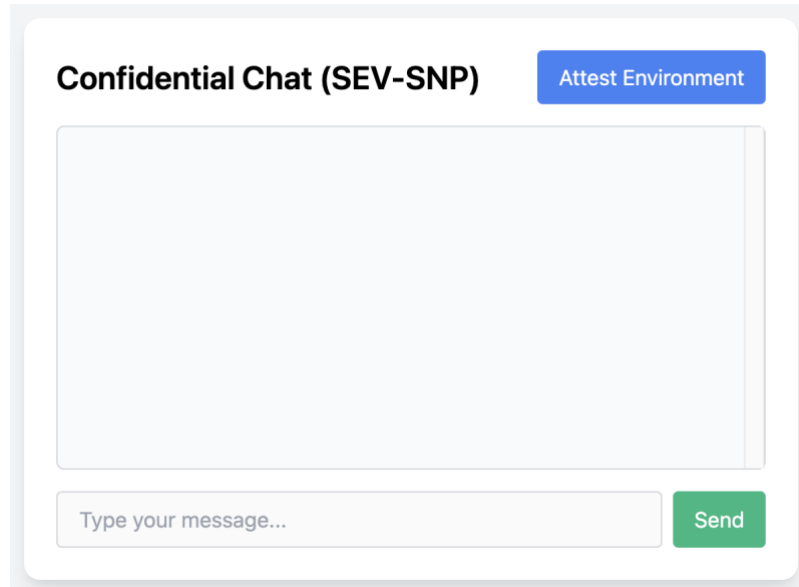 Confidential Chat (SEV-SNP)
Attest Environment
Type your message...
Send